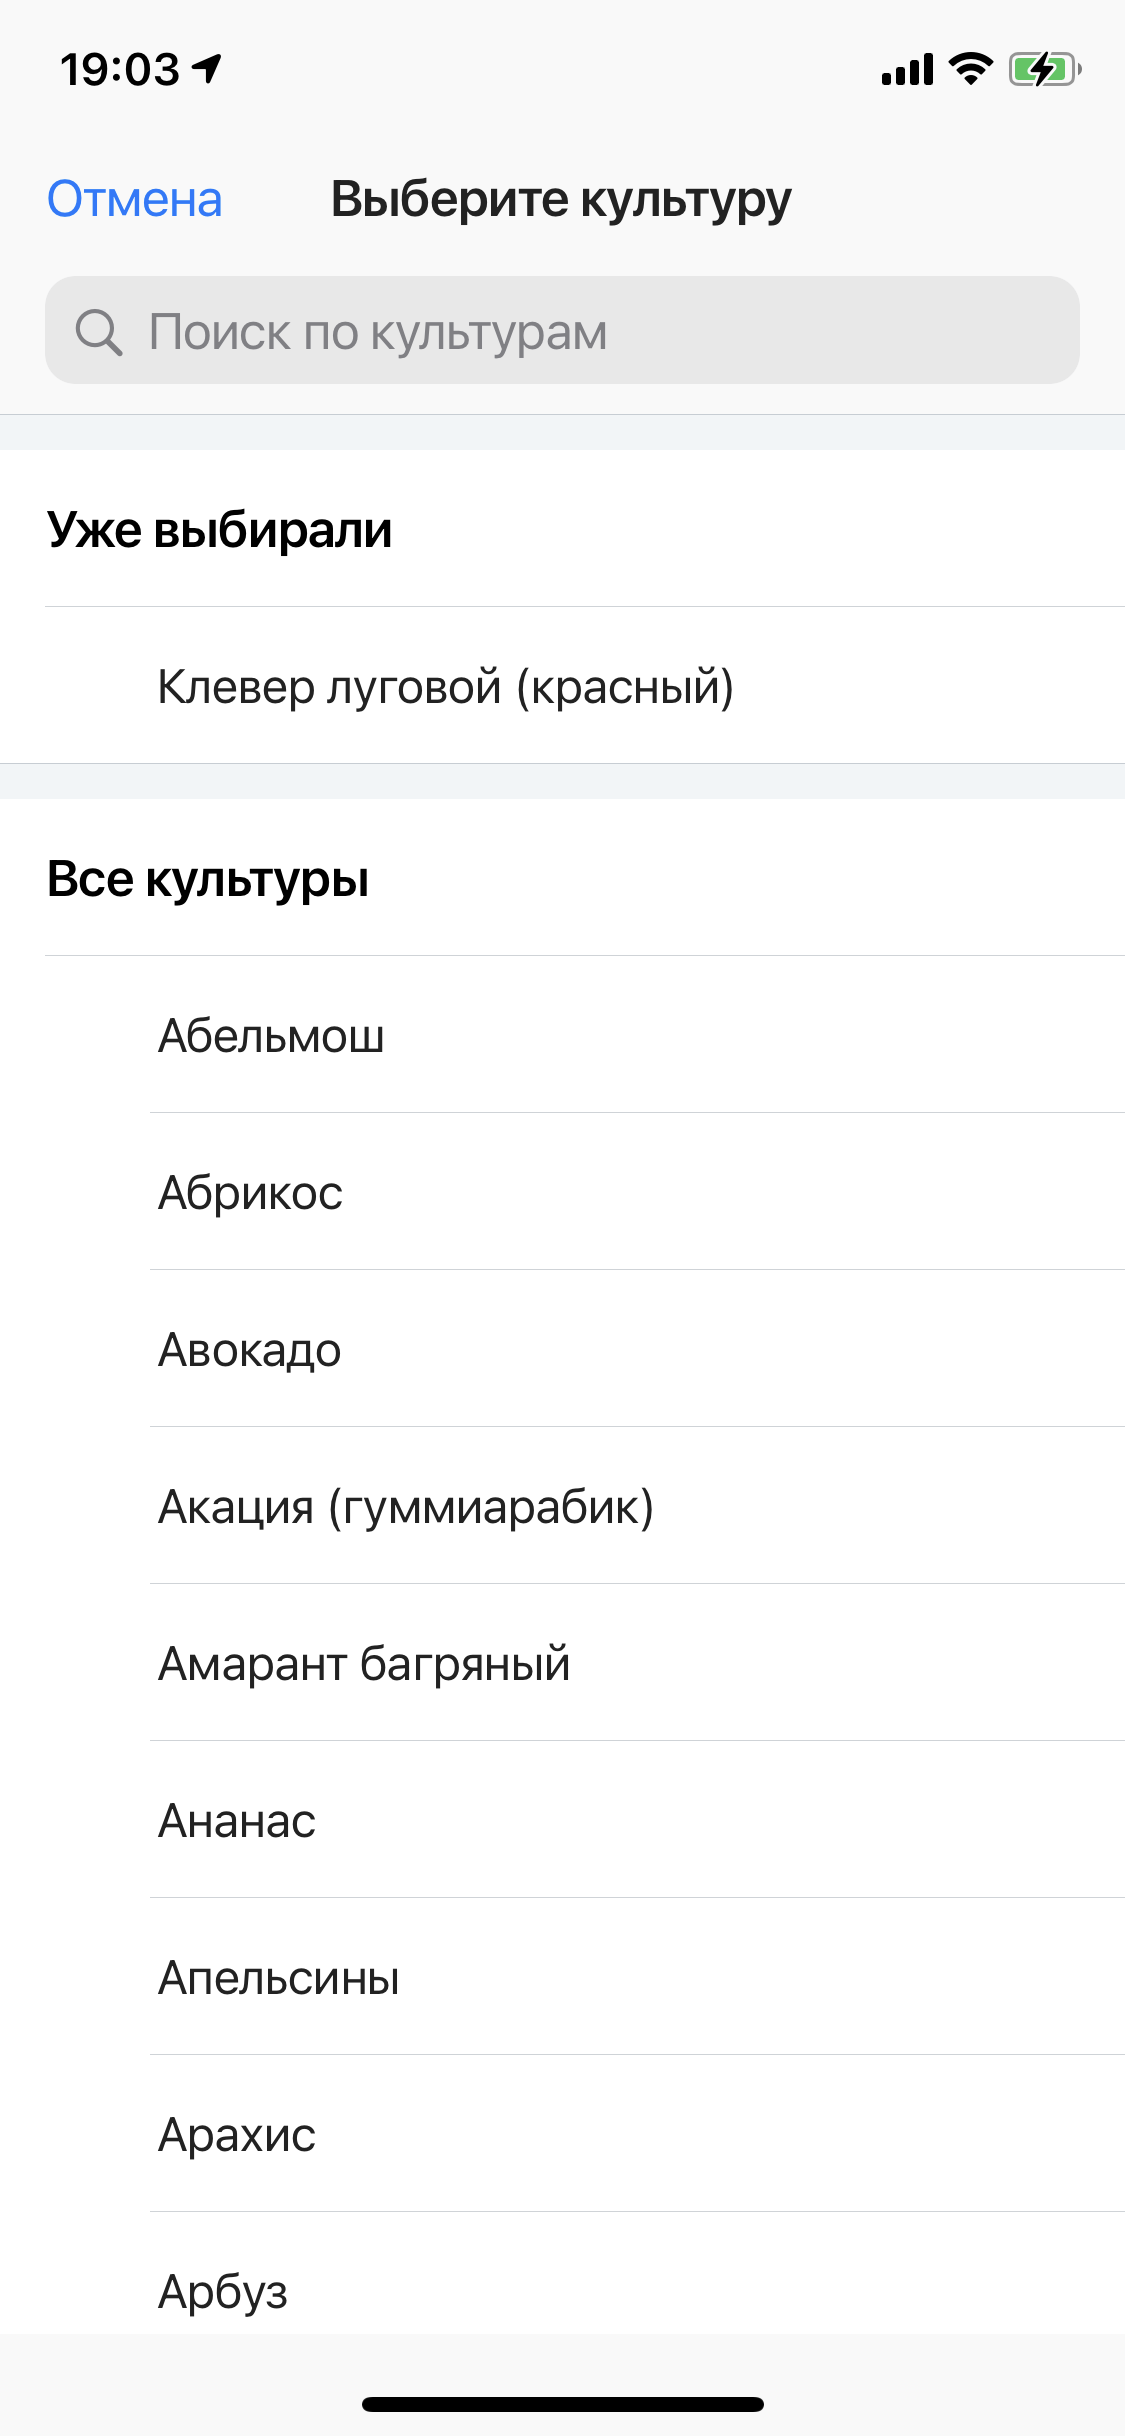 19:03
Отмена
Выберите культуру
Поиск по культурам
Уже выбирали
Клевер луговой (красный)
Все культуры
Абельмош
Абрикос
Авокадо
Акация (гуммиарабик)
Амарант багряный
Ананас
Апельсины
Арахис
Арбуз